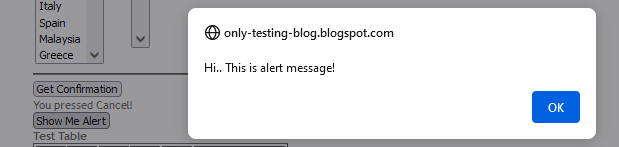 Italy
Spain
Malaysia
Greece
Get Confirmation
You pressed Cancel!
Show Me Alert
Test Table
only-testing-blog.blogspot.com
Hi.. This is alert message!
OK